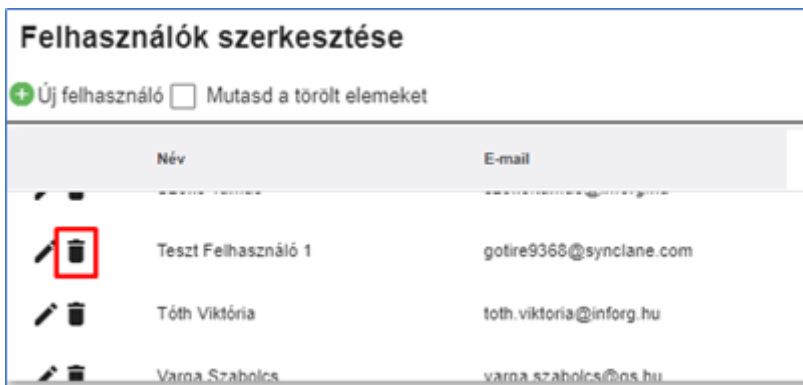 Felhasználók szerkesztése
Új felhasználó Mutasd a törölt elemeket
Név E-mail
Teszt Felhasználó 1 gotire9368@synclane.com
Tóth Viktória toth.viktoria@inforg.hu
Varga Szabolcs varga.szabolcs@qs.hu